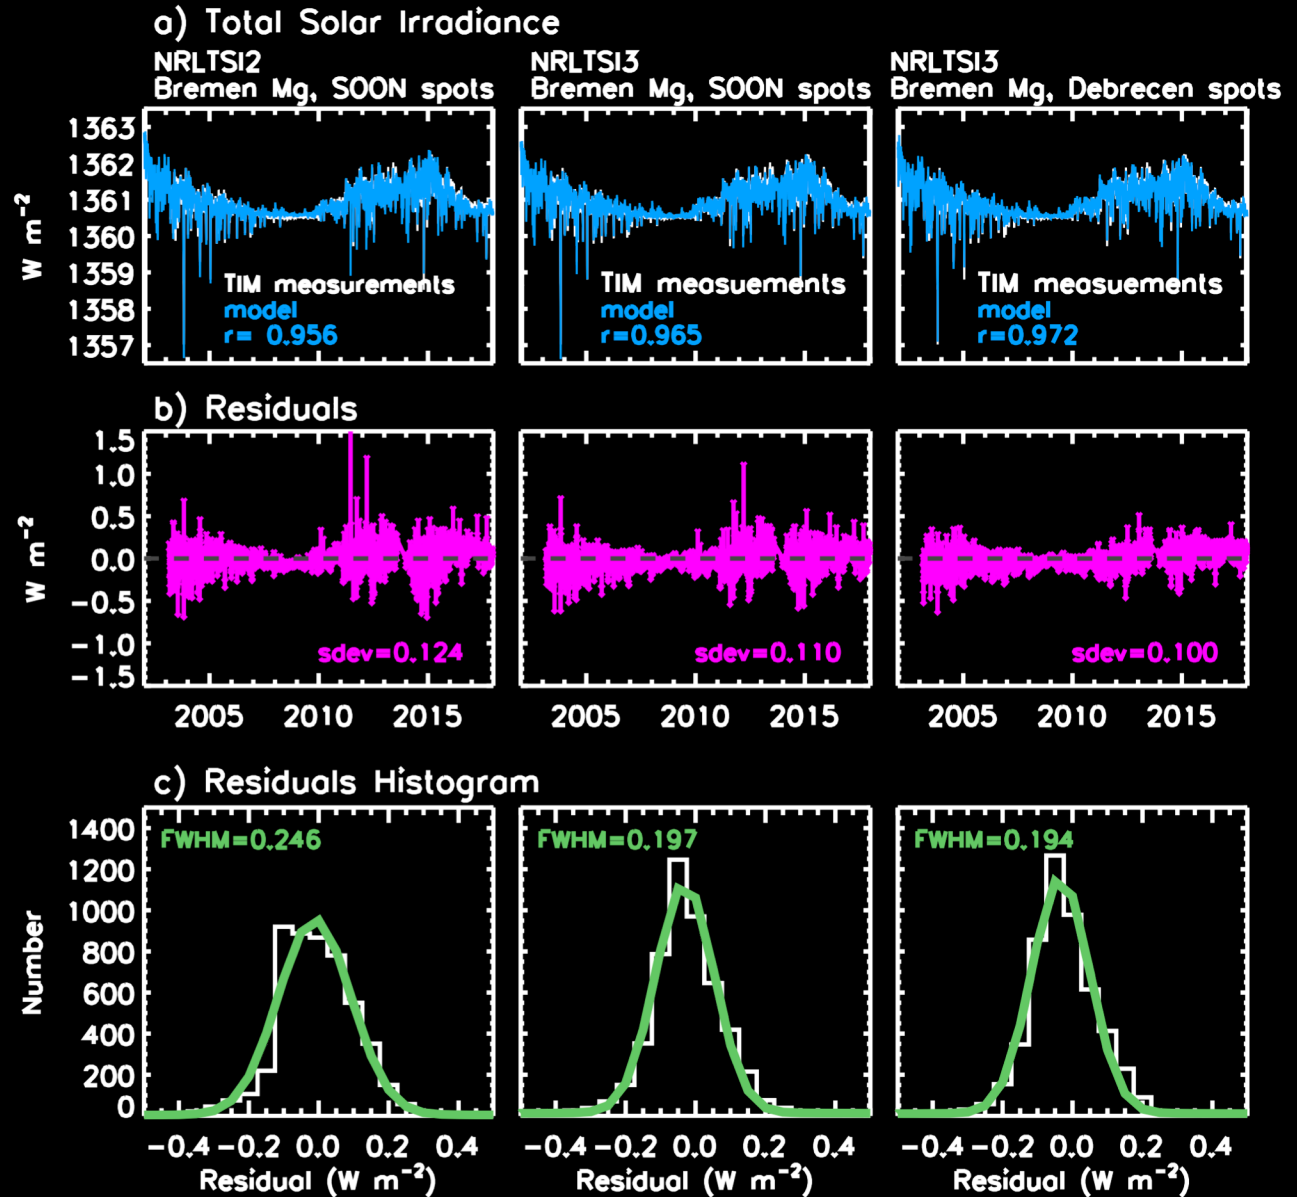 a) Total Solar Irradiance
NRLTSI2
Bremen Mg, SOON spots
NRLTSI3
Bremen Mg, SOON spots
NRLTSI3
Bremen Mg, Debrecen spots
W m⁻²
1363
1362
1361
1360
1359
1358
1357
TIM measurements
model
r= 0.956
TIM measuements
model
r=0.965
TIM measuements
model
r=0.972
b) Residuals
W m⁻²
1.5
1.0
0.5
0.0
−0.5
−1.0
−1.5
sdev=0.124
sdev=0.110
sdev=0.100
2005 2010 2015
2005 2010 2015
2005 2010 2015
c) Residuals Histogram
Number
1400
1200
1000
800
600
400
200
0
FWHM=0.246
FWHM=0.197
FWHM=0.194
−0.4 −0.2 0.0 0.2 0.4
−0.4 −0.2 0.0 0.2 0.4
−0.4 −0.2 0.0 0.2 0.4
Residual (W m⁻²)
Residual (W m⁻²)
Residual (W m⁻²)